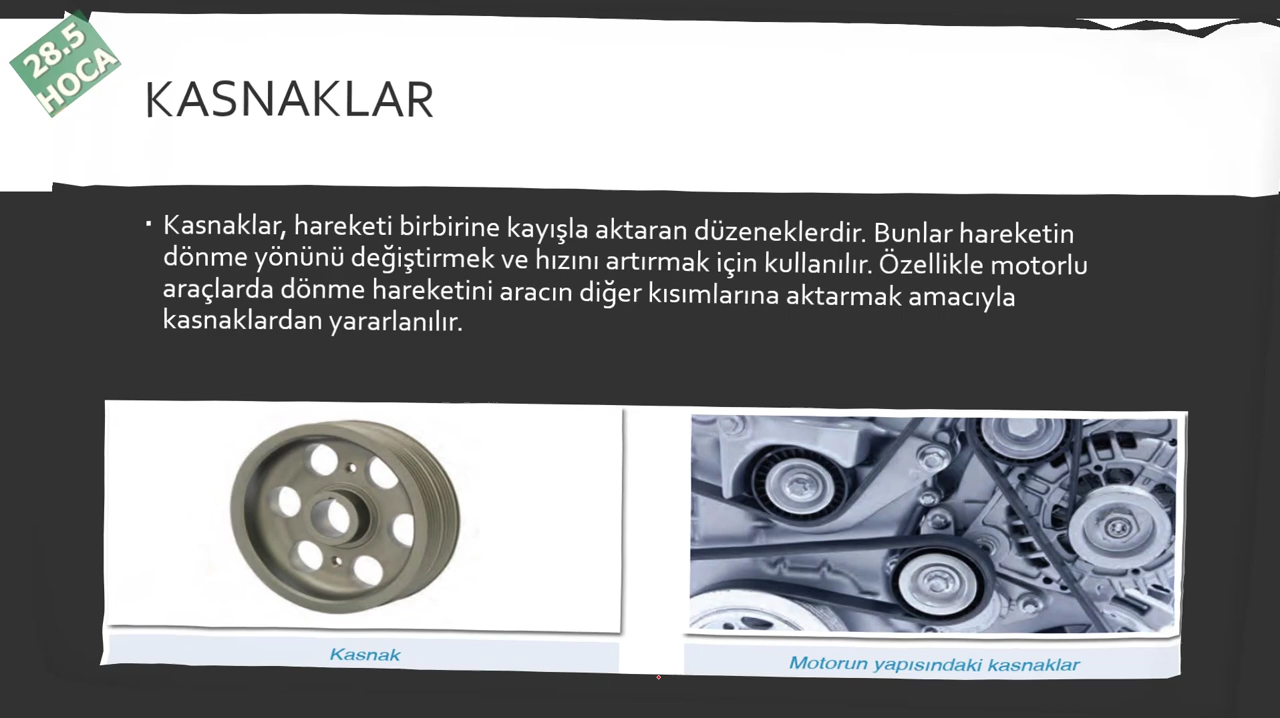 28.5
HOCA
KASNAKLAR
▪ Kasnaklar, hareketi birbirine kayışla aktaran düzeneklerdir. Bunlar hareketin
dönme yönünü değiştirmek ve hızını artırmak için kullanılır. Özellikle motorlu
araçlarda dönme hareketini aracın diğer kısımlarına aktarmak amacıyla
kasnaklardan yararlanılır.
Kasnak
Motorun yapısındaki kasnaklar